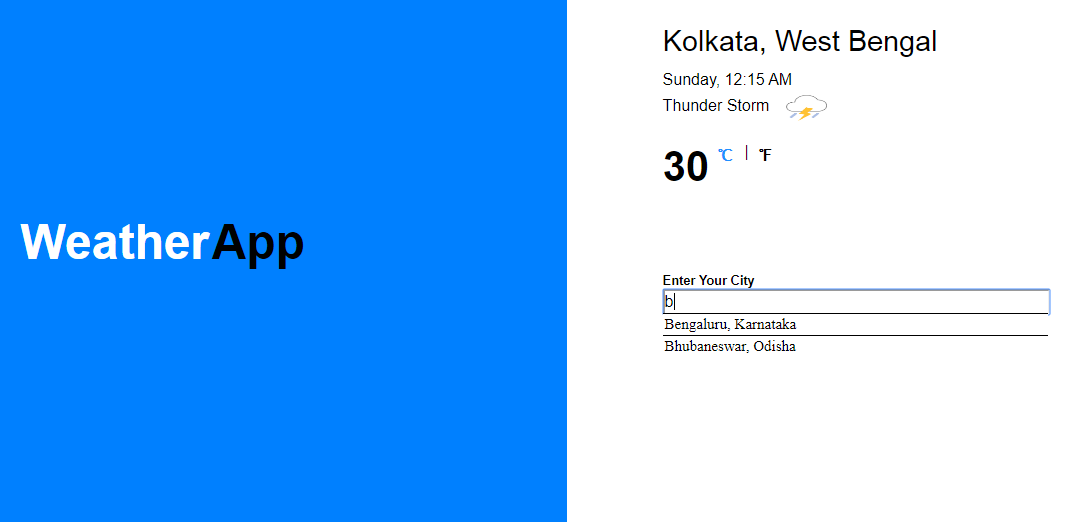 WeatherApp
Kolkata, West Bengal
Sunday, 12:15 AM
Thunder Storm
30 °C | °F
Enter Your City
b
Bengaluru, Karnataka
Bhubaneswar, Odisha